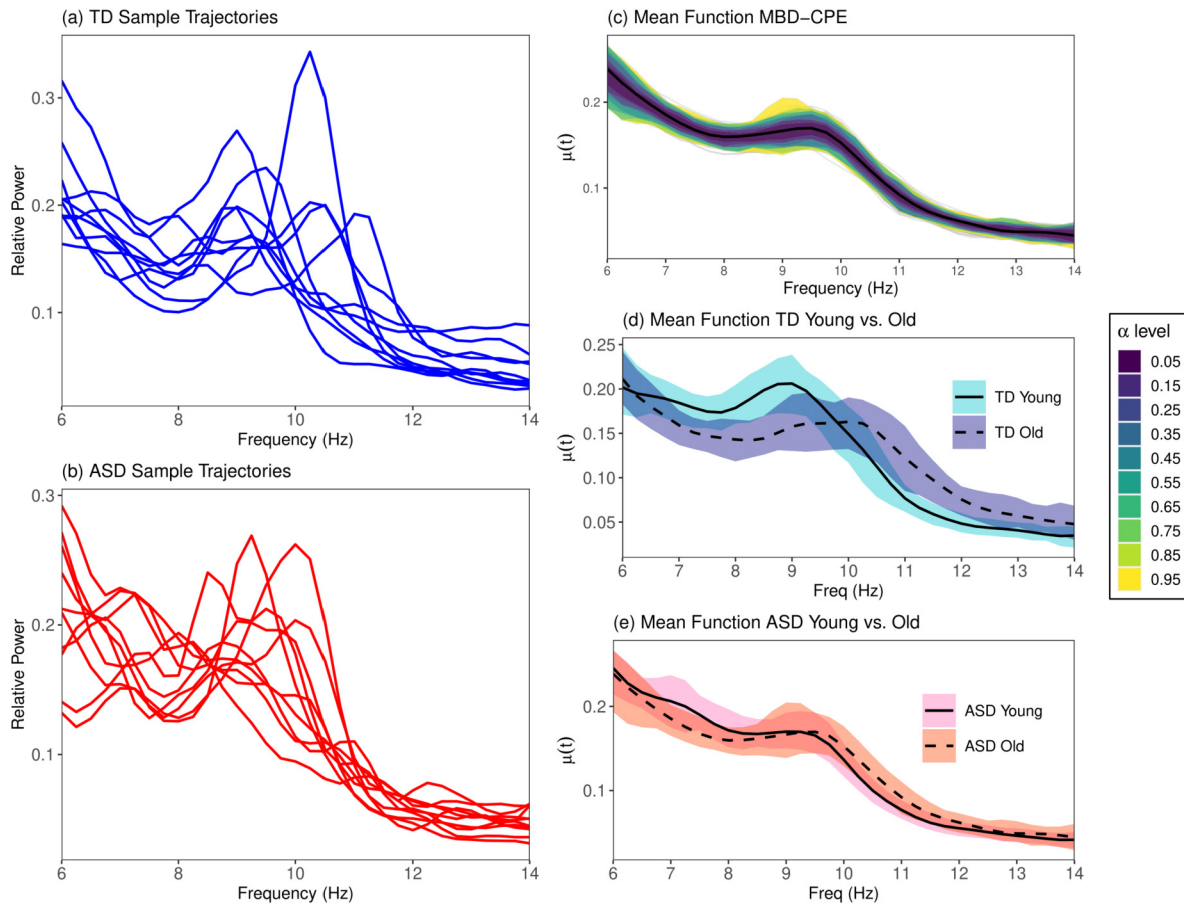 (a) TD Sample Trajectories
Relative Power
0.3
0.2
0.1
6 8 10 12 14
Frequency (Hz)
(b) ASD Sample Trajectories
Relative Power
0.3
0.2
0.1
6 8 10 12 14
Frequency (Hz)
(c) Mean Function MBD−CPE
μ(t)
0.2
0.1
6 7 8 9 10 11 12 13 14
Frequency (Hz)
(d) Mean Function TD Young vs. Old
μ(t)
0.25
0.20
0.15
0.10
0.05
TD Young
TD Old
6 7 8 9 10 11 12 13 14
Freq (Hz)
(e) Mean Function ASD Young vs. Old
μ(t)
0.2
0.1
ASD Young
ASD Old
6 7 8 9 10 11 12 13 14
Freq (Hz)
α level
0.05
0.15
0.25
0.35
0.45
0.55
0.65
0.75
0.85
0.95